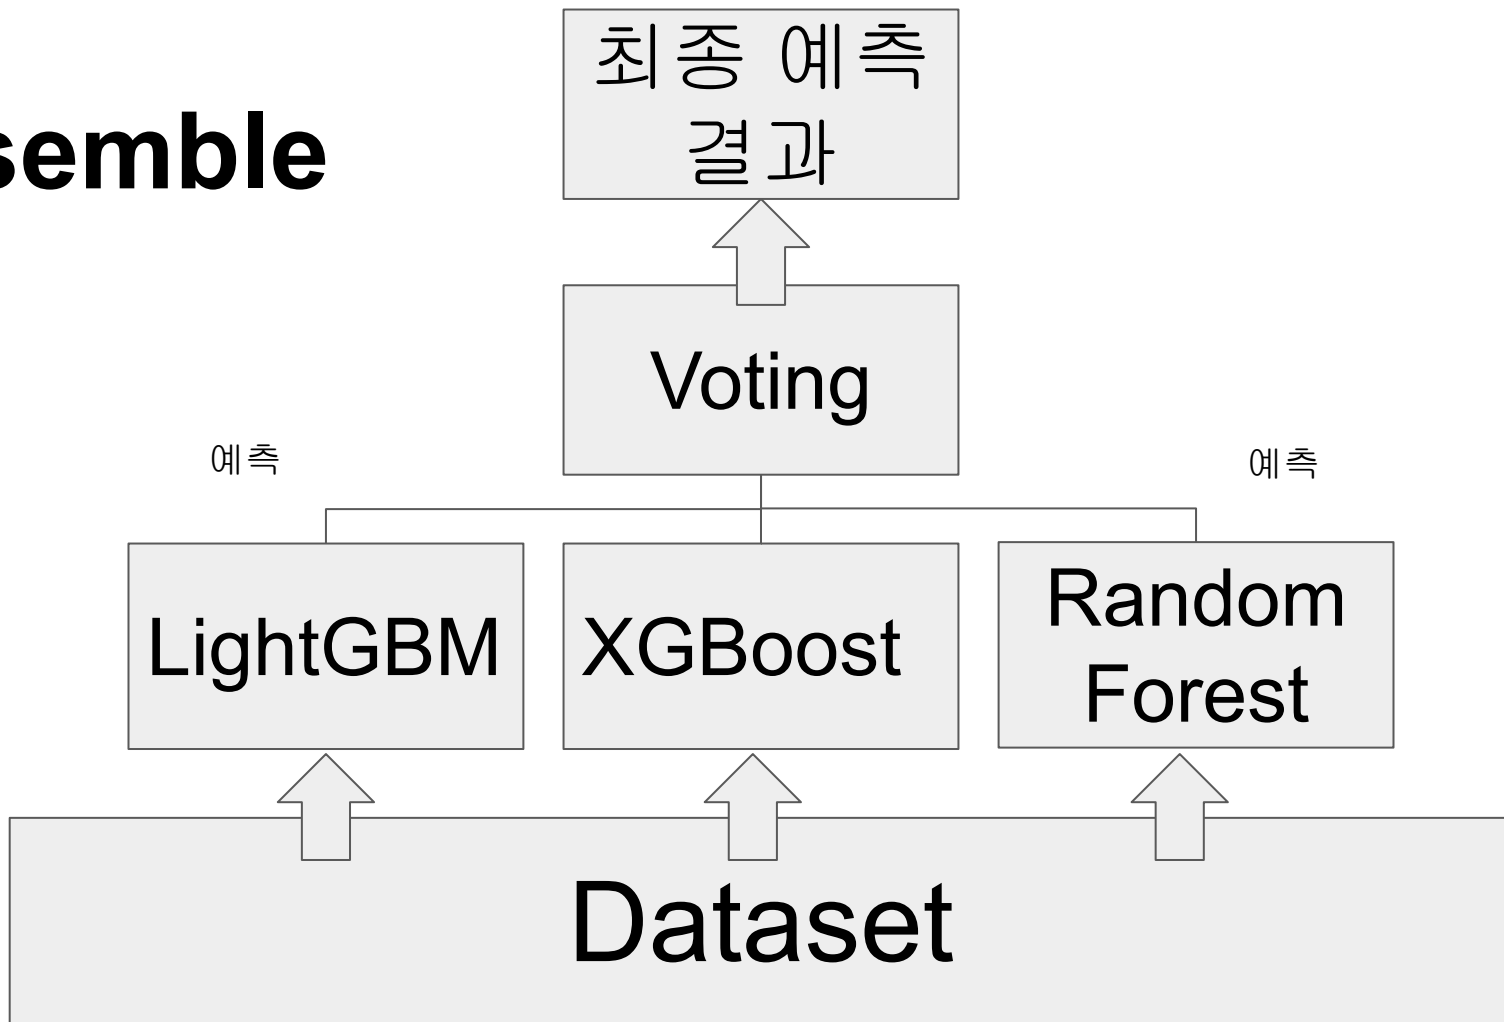 최종 예측
결과
semble
Voting
예측
예측
LightGBM
XGBoost
Random
Forest
Dataset